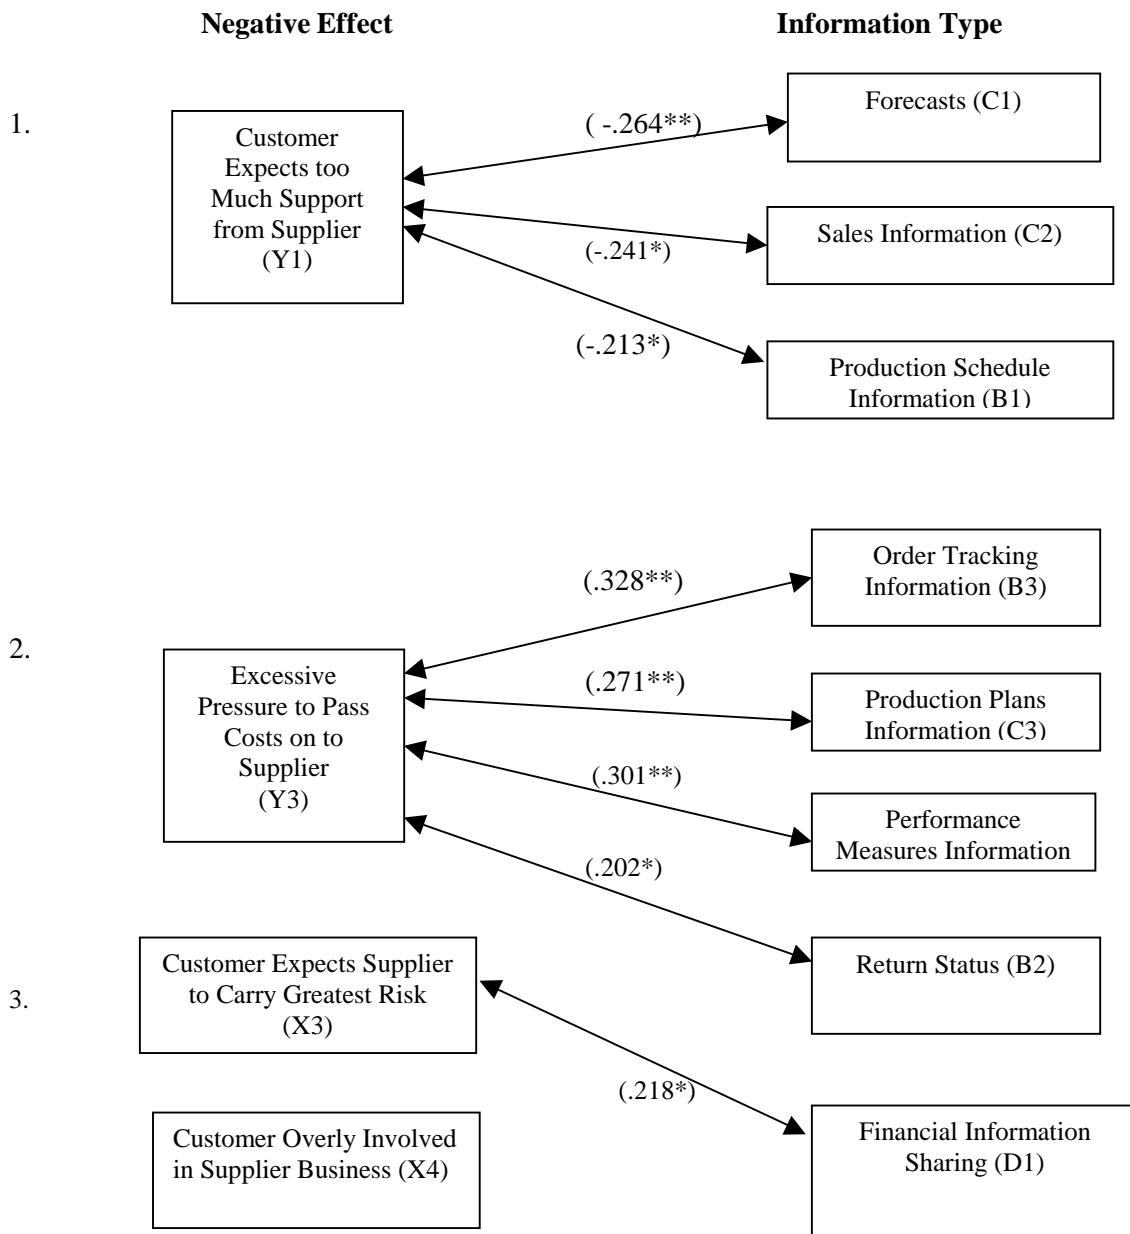 Negative Effect
Information Type
1.
Customer
Expects too
Much Support
from Supplier
(Y1)
( -.264**)
Forecasts (C1)
(-.241*)
Sales Information (C2)
(-.213*)
Production Schedule
Information (B1)
2.
Excessive
Pressure to Pass
Costs on to
Supplier
(Y3)
(.328**)
Order Tracking
Information (B3)
(.271**)
Production Plans
Information (C3)
(.301**)
Performance
Measures Information
(.202*)
Return Status (B2)
3.
Customer Expects Supplier
to Carry Greatest Risk
(X3)
(.218*)
Financial Information
Sharing (D1)
Customer Overly Involved
in Supplier Business (X4)